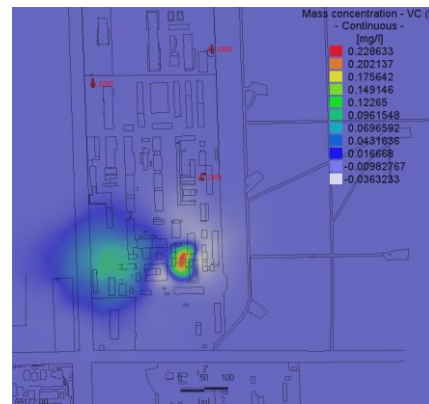 Mass concentration - VC (
- Continuous -
[mg/l]
0.228633
0.202137
0.175642
0.149146
0.12265
0.0961548
0.0696592
0.0431636
0.016668
-0.00982767
-0.0363233
0 50 100
[m]